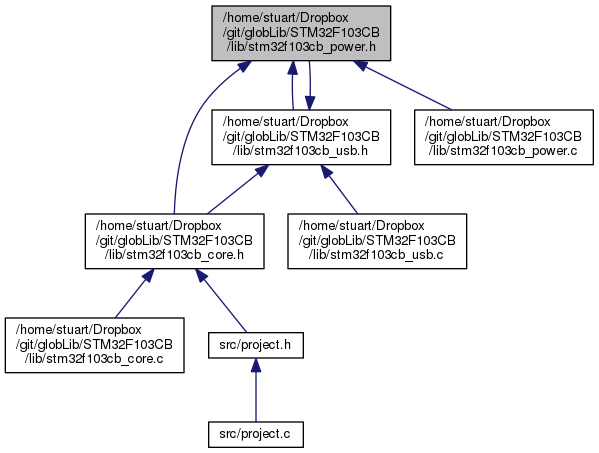 /home/stuart/Dropbox
/git/globLib/STM32F103CB
/lib/stm32f103cb_power.h
/home/stuart/Dropbox
/git/globLib/STM32F103CB
/lib/stm32f103cb_usb.h
/home/stuart/Dropbox
/git/globLib/STM32F103CB
/lib/stm32f103cb_power.c
/home/stuart/Dropbox
/git/globLib/STM32F103CB
/lib/stm32f103cb_core.h
/home/stuart/Dropbox
/git/globLib/STM32F103CB
/lib/stm32f103cb_usb.c
/home/stuart/Dropbox
/git/globLib/STM32F103CB
/lib/stm32f103cb_core.c
src/project.h
src/project.c